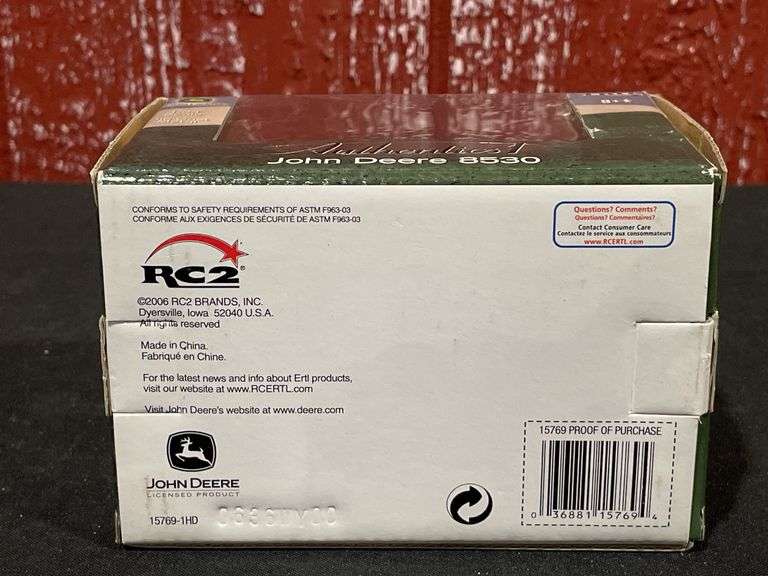 Authentics
John Deere 8530
CONFORMS TO SAFETY REQUIREMENTS OF ASTM F963-03
CONFORME AUX EXIGENCES DE SÉCURITÉ DE ASTM F963-03
Questions? Comments?
Questions? Commentaires?
Contact Consumer Care
Contactez le service aux consommateurs
www.RCERTL.com
RC2®
©2006 RC2 BRANDS, INC.
Dyersville, Iowa 52040 U.S.A.
All rights reserved
Made in China.
Fabriqué en Chine.
For the latest news and info about Ertl products,
visit our website at www.RCERTL.com
Visit John Deere's website at www.deere.com
JOHN DEERE
LICENSED PRODUCT
15769-1HD
15769 PROOF OF PURCHASE
0 36881 15769 4